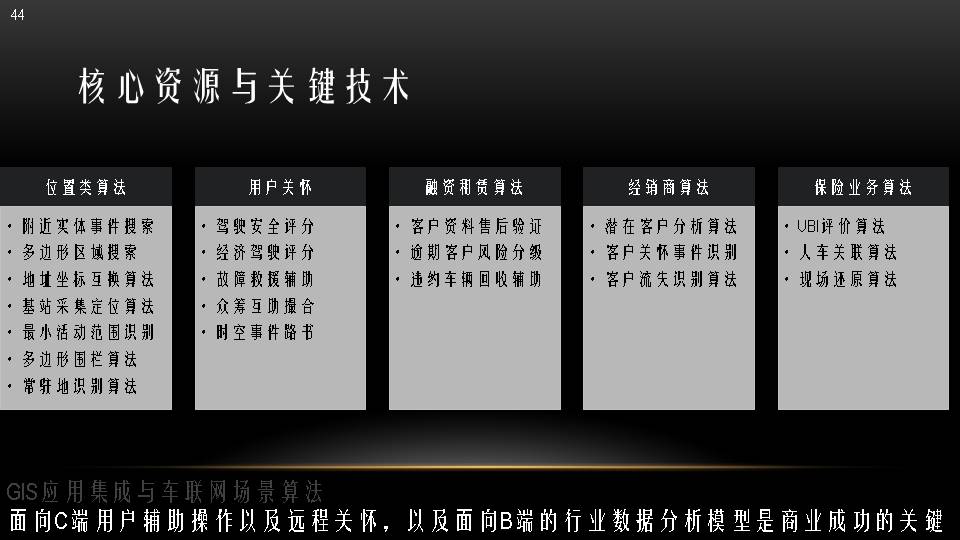 44
核心资源与关键技术
位置类算法
• 附近实体事件搜索
• 多边形区域搜索
• 地址坐标互换算法
• 基站采集定位算法
• 最小活动范围识别
• 多边形围栏算法
• 常驻地识别算法
用户关怀
• 驾驶安全评分
• 经济驾驶评分
• 故障救援辅助
• 众筹互助撮合
• 时空事件路书
融资租赁算法
• 客户资料售后验证
• 逾期客户风险分级
• 违约车辆回收辅助
经销商算法
• 潜在客户分析算法
• 客户关怀事件识别
• 客户流失识别算法
保险业务算法
• UBI评价算法
• 人车关联算法
• 现场还原算法
GIS应用集成与车联网场景算法
面向C端用户辅助操作以及远程关怀，以及面向B端的行业数据分析模型是商业成功的关键